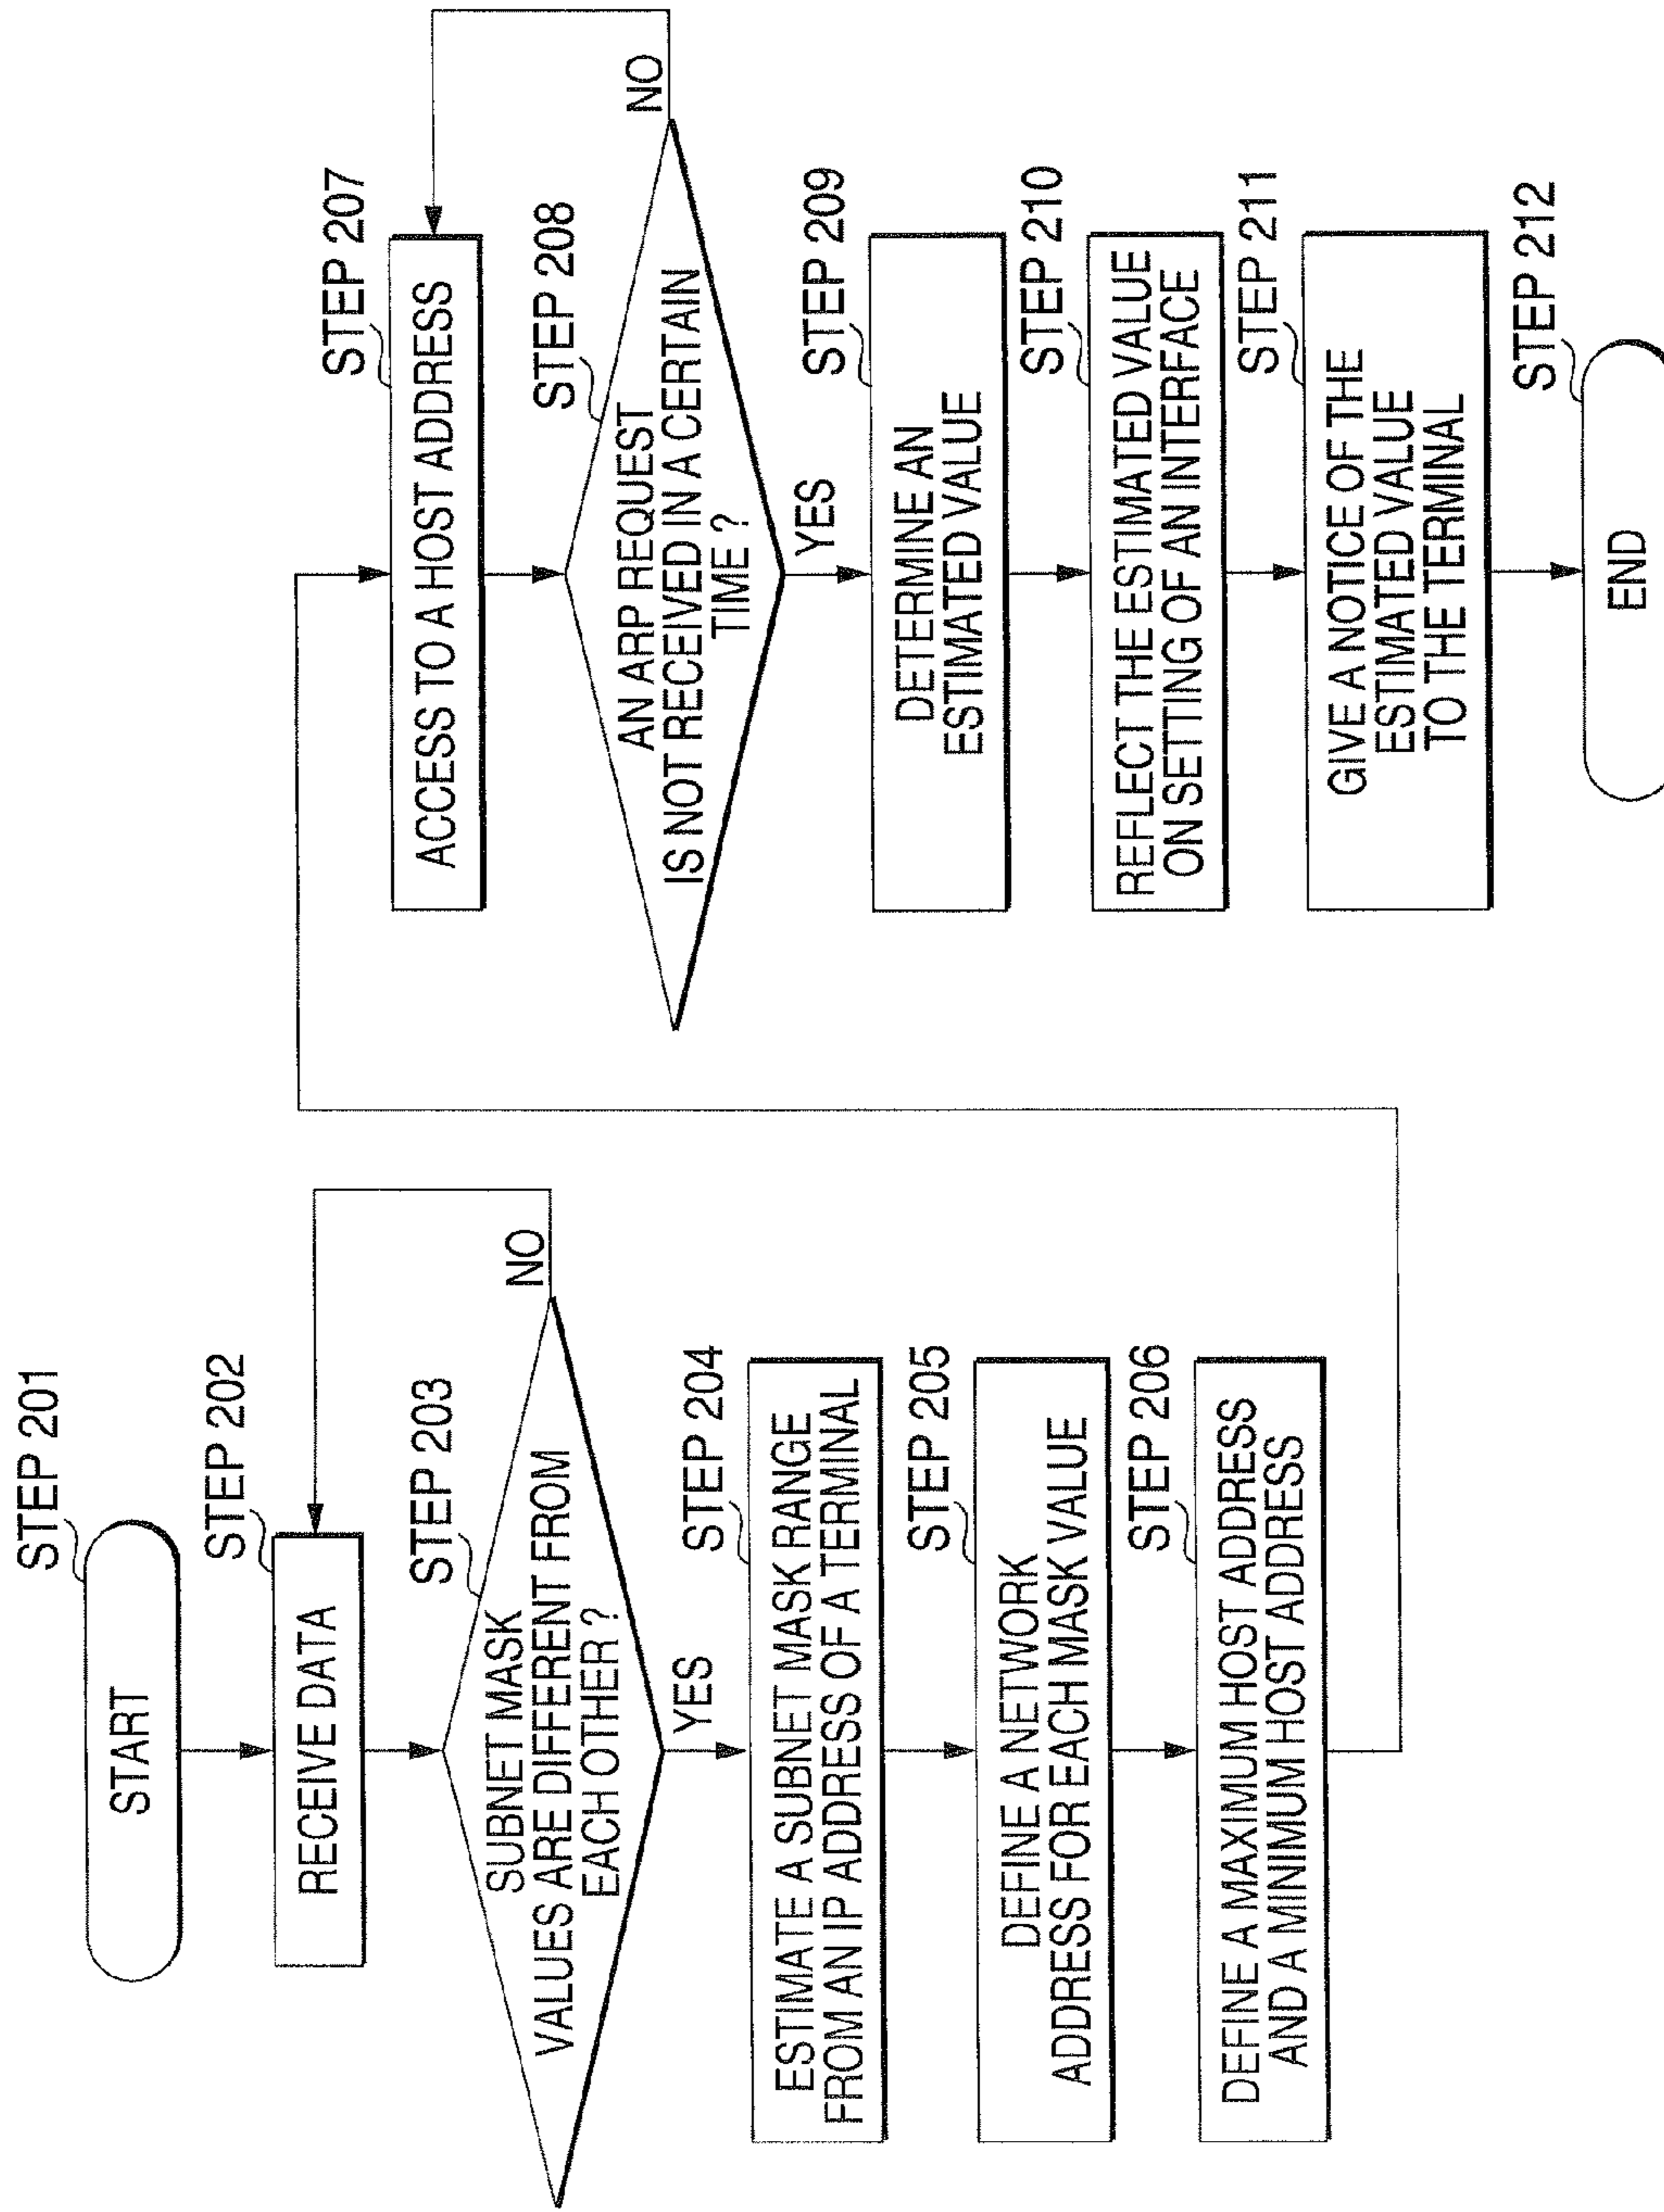 STEP 201
START
STEP 202
RECEIVE DATA
STEP 203
SUBNET MASK
VALUES ARE DIFFERENT FROM
EACH OTHER ?
NO
YES
STEP 204
ESTIMATE A SUBNET MASK RANGE
FROM AN IP ADDRESS OF A TERMINAL
STEP 205
DEFINE A NETWORK
ADDRESS FOR EACH MASK VALUE
STEP 206
DEFINE A MAXIMUM HOST ADDRESS
AND A MINIMUM HOST ADDRESS
STEP 207
ACCESS TO A HOST ADDRESS
STEP 208
AN ARP REQUEST
IS NOT RECEIVED IN A CERTAIN
TIME ?
NO
YES
STEP 209
DETERMINE AN
ESTIMATED VALUE
STEP 210
REFLECT THE ESTIMATED VALUE
ON SETTING OF AN INTERFACE
STEP 211
GIVE A NOTICE OF THE
ESTIMATED VALUE
TO THE TERMINAL
STEP 212
END